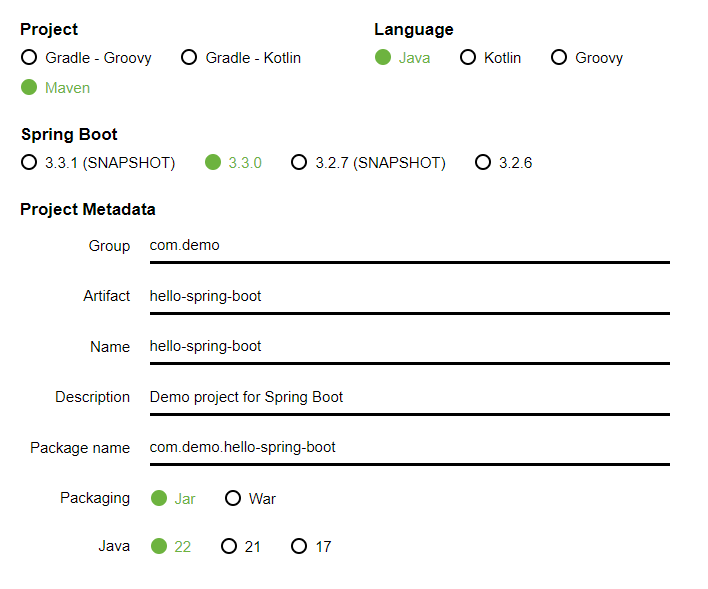 Project
Gradle - Groovy Gradle - Kotlin
Maven
Language
Java Kotlin Groovy
Spring Boot
3.3.1 (SNAPSHOT) 3.3.0 3.2.7 (SNAPSHOT) 3.2.6
Project Metadata
Group com.demo
Artifact hello-spring-boot
Name hello-spring-boot
Description Demo project for Spring Boot
Package name com.demo.hello-spring-boot
Packaging Jar War
Java 22 21 17